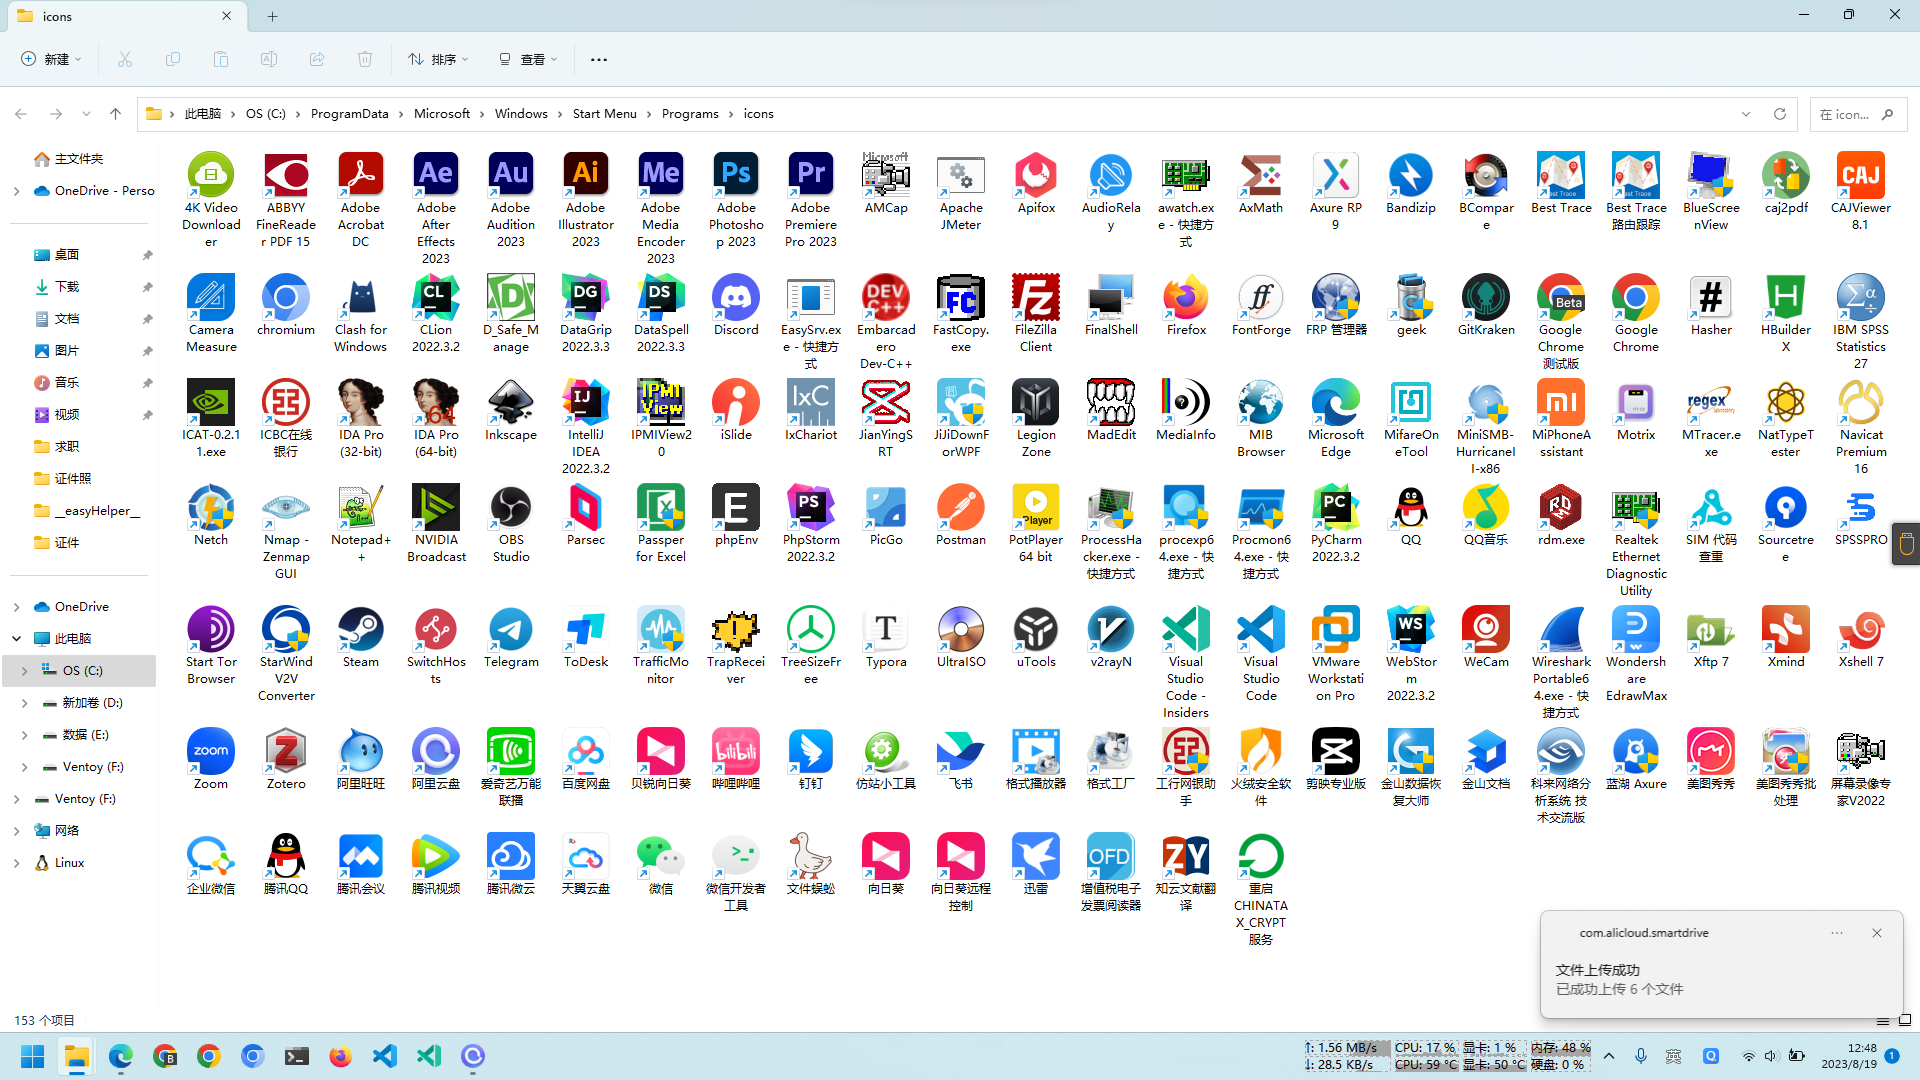 icons
新建
排序
查看
此电脑 OS (C:) ProgramData Microsoft Windows Start Menu Programs icons
在 icon...
主文件夹
OneDrive - Perso
桌面
下载
文档
图片
音乐
视频
求职
证件照
__easyHelper__
证件
OneDrive
此电脑
OS (C:)
新加卷 (D:)
数据 (E:)
Ventoy (F:)
Ventoy (F:)
网络
Linux
4K Video Downloader
ABBYY FineReader PDF 15
Adobe Acrobat DC
Adobe After Effects 2023
Adobe Audition 2023
Adobe Illustrator 2023
Adobe Media Encoder 2023
Adobe Photoshop 2023
Adobe Premiere Pro 2023
AMCap
Apache JMeter
Apifox
AudioRelay
awatch.exe - 快捷方式
AxMath
Axure RP 9
Bandizip
BCompare
Best Trace
Best Trace 路由跟踪
BlueScreenView
caj2pdf
CAJViewer 8.1
Camera Measure
chromium
Clash for Windows
CLion 2022.3.2
D_Safe_Manage
DataGrip 2022.3.3
DataSpell 2022.3.3
Discord
EasySrv.exe - 快捷方式
Embarcadero Dev-C++
FastCopy.exe
FileZilla Client
FinalShell
Firefox
FontForge
FRP 管理器
geek
GitKraken
Google Chrome 测试版
Google Chrome
Hasher
HBuilder X
IBM SPSS Statistics 27
ICAT-0.2.11.exe
ICBC在线银行
IDA Pro (32-bit)
IDA Pro (64-bit)
Inkscape
IntelliJ IDEA 2022.3.2
IPMIView20
iSlide
IxChariot
JianYingSRT
JiJiDownForWPF
Legion Zone
MadEdit
MediaInfo
MIB Browser
Microsoft Edge
MifareOneTool
MiniSMB-HurricaneII-x86
MiPhoneAssistant
Motrix
MTracer.exe
NatTypeTester
Navicat Premium 16
Netch
Nmap - Zenmap GUI
Notepad++
NVIDIA Broadcast
OBS Studio
Parsec
Passper for Excel
phpEnv
PhpStorm 2022.3.2
PicGo
Postman
PotPlayer 64 bit
ProcessHacker.exe - 快捷方式
procexp64.exe - 快捷方式
Procmon64.exe - 快捷方式
PyCharm 2022.3.2
QQ
QQ音乐
rdm.exe
Realtek Ethernet Diagnostic Utility
SIM 代码查重
Sourcetree
SPSSPRO
Start Tor Browser
StarWind V2V Converter
Steam
SwitchHosts
Telegram
ToDesk
TrafficMonitor
TrapReceiver
TreeSizeFree
Typora
UltraISO
uTools
v2rayN
Visual Studio Code - Insiders
Visual Studio Code
VMware Workstation Pro
WebStorm 2022.3.2
WeCam
WiresharkPortable64.exe - 快捷方式
Wondershare EdrawMax
Xftp 7
Xmind
Xshell 7
Zoom
Zotero
阿里旺旺
阿里云盘
爱奇艺万能联播
百度网盘
贝锐向日葵
哔哩哔哩
钉钉
仿站小工具
飞书
格式播放器
格式工厂
工行网银助手
火绒安全软件
剪映专业版
金山数据恢复大师
金山文档
科来网络分析系统 技术交流版
蓝湖 Axure
美图秀秀
美图秀秀批处理
屏幕录像专家V2022
企业微信
腾讯QQ
腾讯会议
腾讯视频
腾讯微云
天翼云盘
微信
微信开发者工具
文件蜈蚣
向日葵
向日葵远程控制
迅雷
增值税电子发票阅读器
知云文献翻译
重启CHINATAX_CRYPT服务
com.alicloud.smartdrive
文件上传成功
已成功上传 6 个文件
153 个项目
↑: 1.56 MB/s CPU: 17 % 显卡: 1 % 内存: 48 %
↓: 28.5 KB/s CPU: 59 °C 显卡: 50 °C 硬盘: 0 %
英
12:48
2023/8/19
1